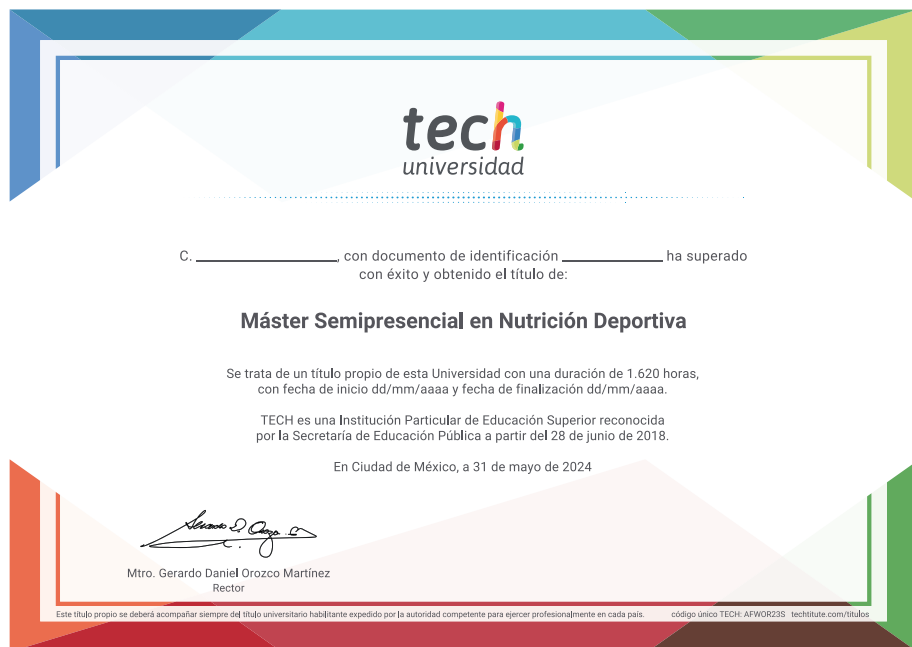 tech
universidad
C. __________________, con documento de identificación _____________ ha superado
con éxito y obtenido el título de:
Máster Semipresencial en Nutrición Deportiva
Se trata de un título propio de esta Universidad con una duración de 1.620 horas,
con fecha de inicio dd/mm/aaaa y fecha de finalización dd/mm/aaaa.
TECH es una Institución Particular de Educación Superior reconocida
por la Secretaría de Educación Pública a partir del 28 de junio de 2018.
En Ciudad de México, a 31 de mayo de 2024
Mtro. Gerardo Daniel Orozco Martínez
Rector
Este título propio se deberá acompañar siempre del título universitario habilitante expedido por la autoridad competente para ejercer profesionalmente en cada país. código único TECH: AFWOR23S techtitute.com/titulos